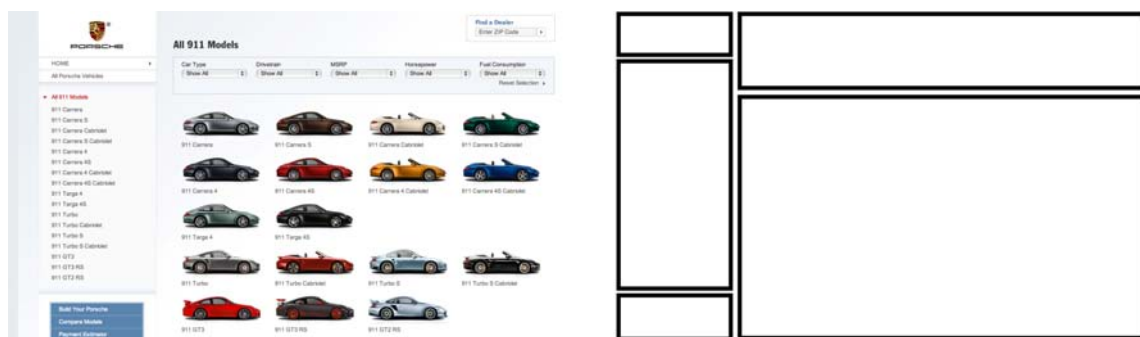 PORSCHE
HOME
All Porsche Vehicles
All 911 Models
911 Carrera
911 Carrera S
911 Carrera Cabriolet
911 Carrera S Cabriolet
911 Carrera 4
911 Carrera 4S
911 Carrera 4 Cabriolet
911 Carrera 4S Cabriolet
911 Targa 4
911 Targa 4S
911 Turbo
911 Turbo Cabriolet
911 Turbo S
911 Turbo S Cabriolet
911 GT3
911 GT3 RS
911 GT2 RS
Build Your Porsche
Compare Models
Payment Estimator
Find a Dealer
Enter ZIP Code
All 911 Models
Car Type Drivetrain MSRP Horsepower Fuel Consumption
Show All Show All Show All Show All Show All
Reset Selection
911 Carrera 911 Carrera S 911 Carrera Cabriolet 911 Carrera S Cabriolet
911 Carrera 4 911 Carrera 4S 911 Carrera 4 Cabriolet 911 Carrera 4S Cabriolet
911 Targa 4 911 Targa 4S
911 Turbo 911 Turbo Cabriolet 911 Turbo S 911 Turbo S Cabriolet
911 GT3 911 GT3 RS 911 GT2 RS